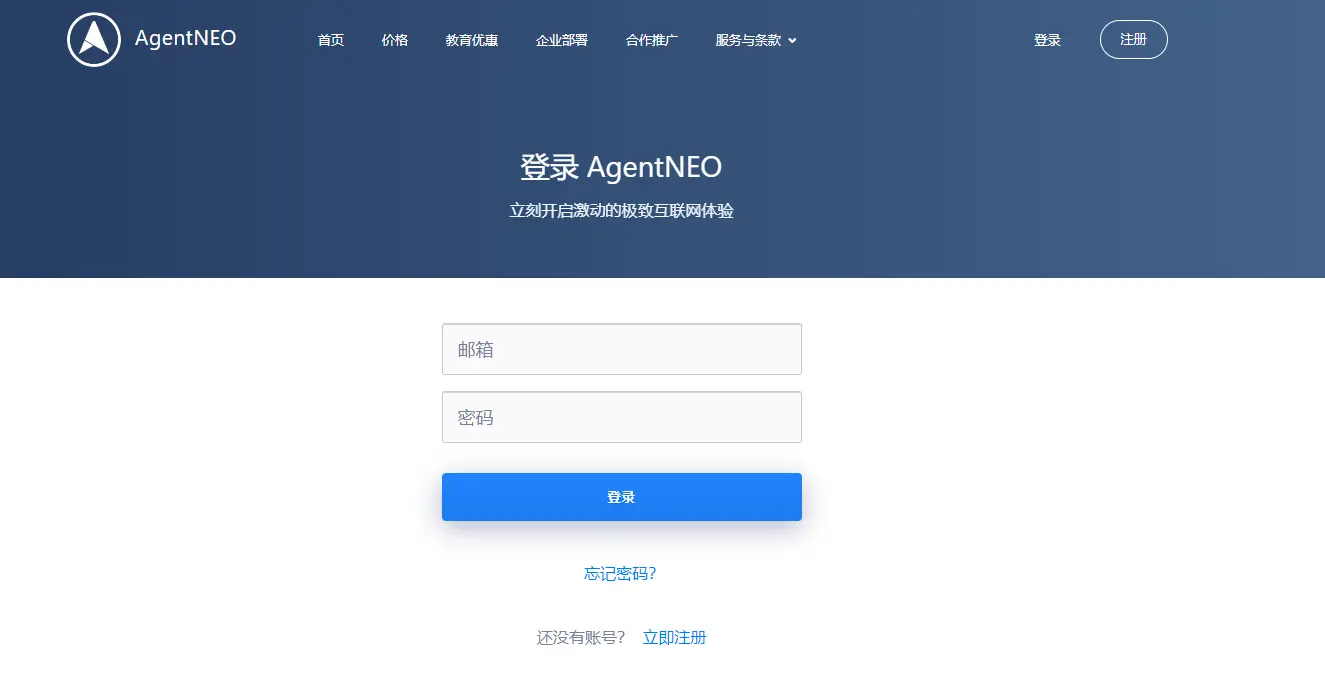 AgentNEO 首页 价格 教育优惠 企业部署 合作推广 服务与条款 登录 注册
登录 AgentNEO
立刻开启激动的极致互联网体验
邮箱
密码
登录
忘记密码?
还没有账号? 立即注册